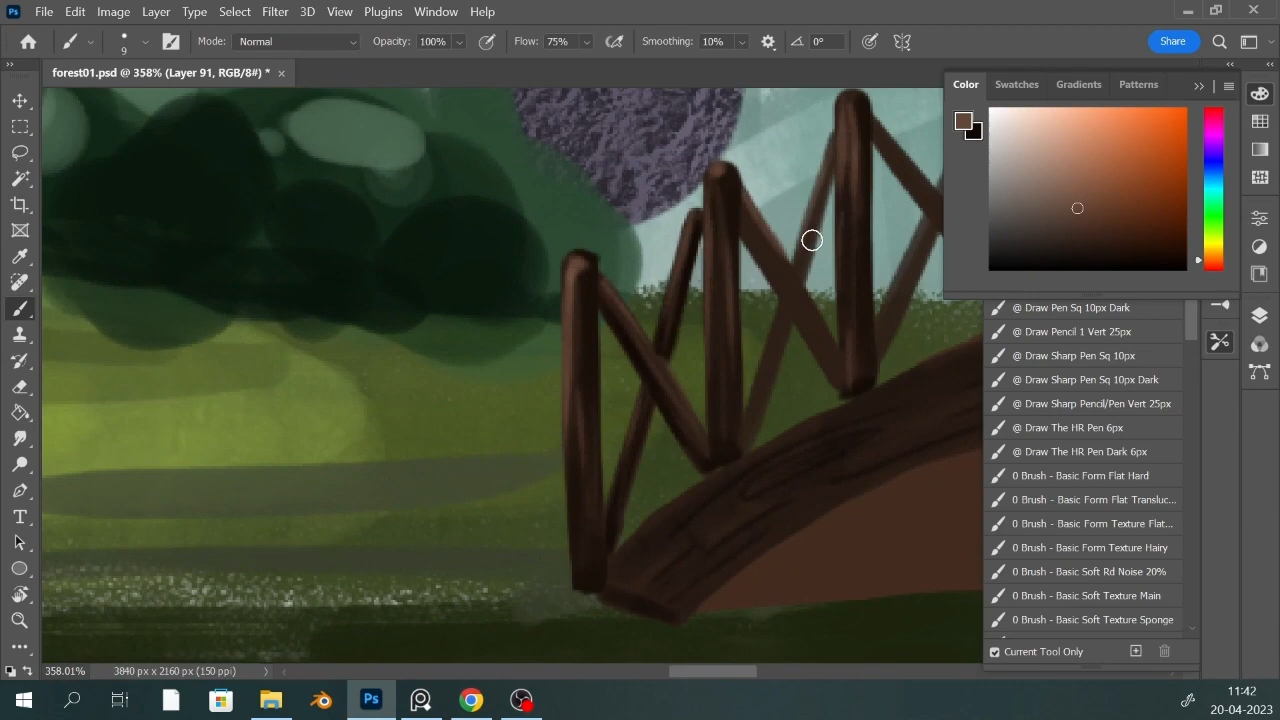 Ps File Edit Image Layer Type Select Filter 3D View Plugins Window Help
9 Mode: Normal Opacity: 100% Flow: 75% Smoothing: 10% 0° Share
forest01.psd @ 358% (Layer 91, RGB/8#) * ×
Color Swatches Gradients Patterns
@ Draw Pen Sq 10px Dark
@ Draw Pencil 1 Vert 25px
@ Draw Sharp Pen Sq 10px
@ Draw Sharp Pen Sq 10px Dark
@ Draw Sharp Pencil/Pen Vert 25px
@ Draw The HR Pen 6px
@ Draw The HR Pen Dark 6px
0 Brush - Basic Form Flat Hard
0 Brush - Basic Form Flat Transluc...
0 Brush - Basic Form Texture Flat...
0 Brush - Basic Form Texture Hairy
0 Brush - Basic Soft Rd Noise 20%
0 Brush - Basic Soft Texture Main
0 Brush - Basic Soft Texture Sponge
Current Tool Only
358.01% 3840 px x 2160 px (150 ppi)
Ps
11:42
20-04-2023